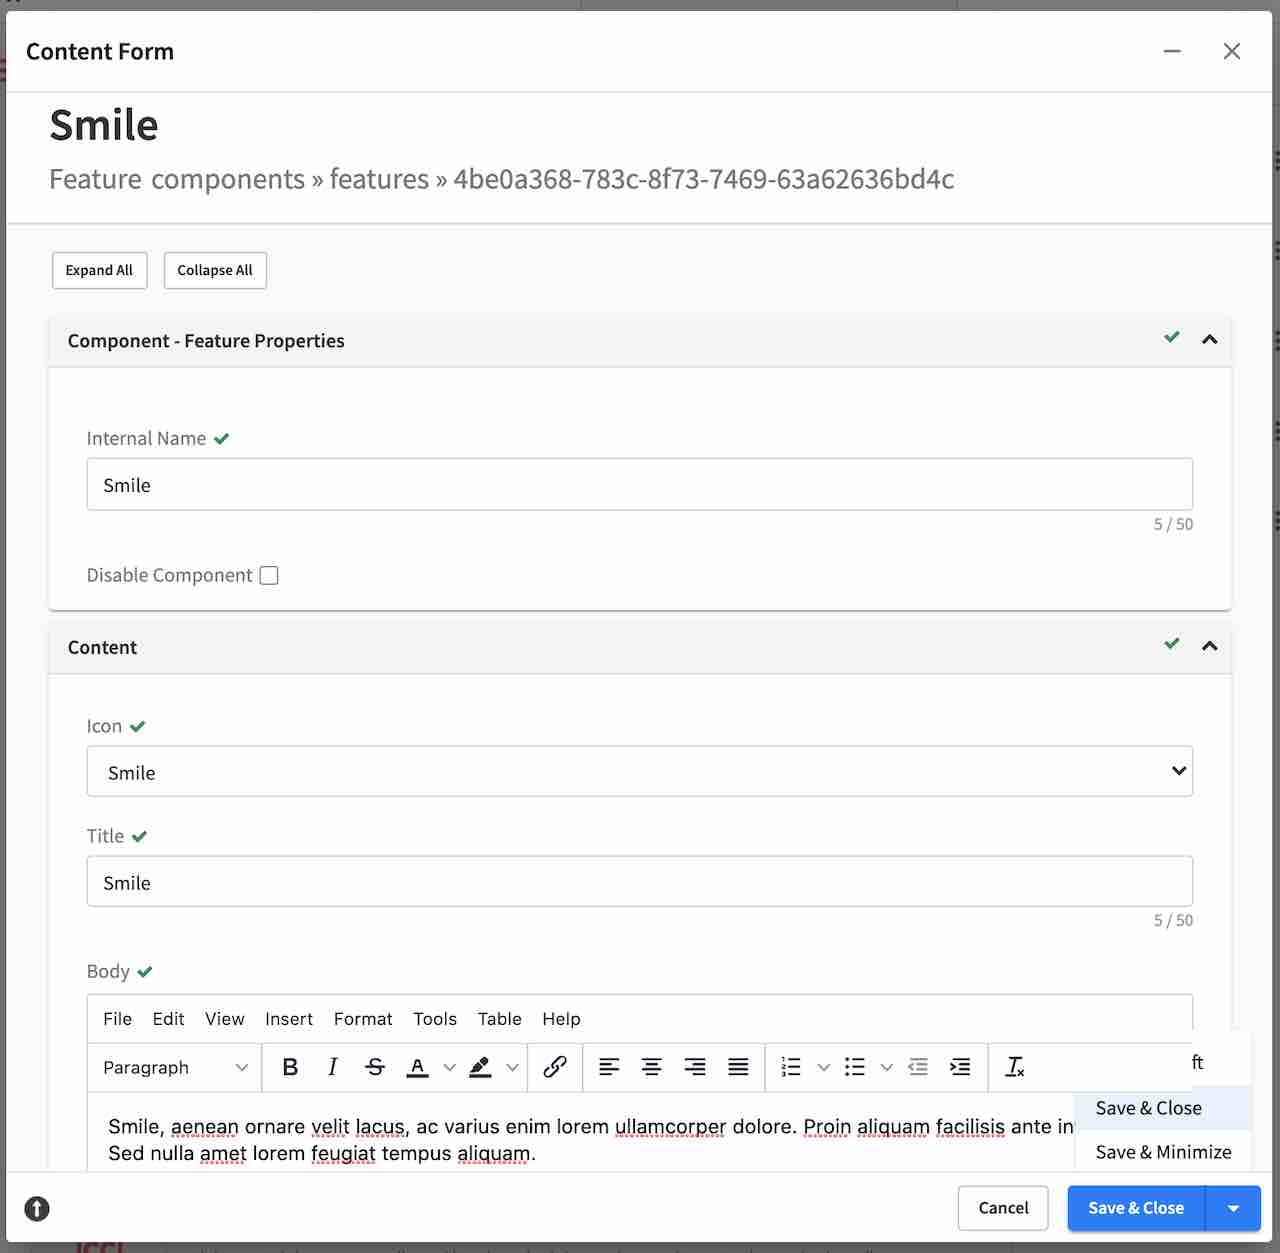 Content Form
Smile
Feature components » features » 4be0a368-783c-8f73-7469-63a62636bd4c
Expand All Collapse All
Component - Feature Properties
Internal Name
Smile
5 / 50
Disable Component
Content
Icon
Smile
Title
Smile
5 / 50
Body
File Edit View Insert Format Tools Table Help
Paragraph B I S A
ft
Smile, aenean ornare velit lacus, ac varius enim lorem ullamcorper dolore. Proin aliquam facilisis ante in
Sed nulla amet lorem feugiat tempus aliquam.
Save & Close
Save & Minimize
Cancel Save & Close